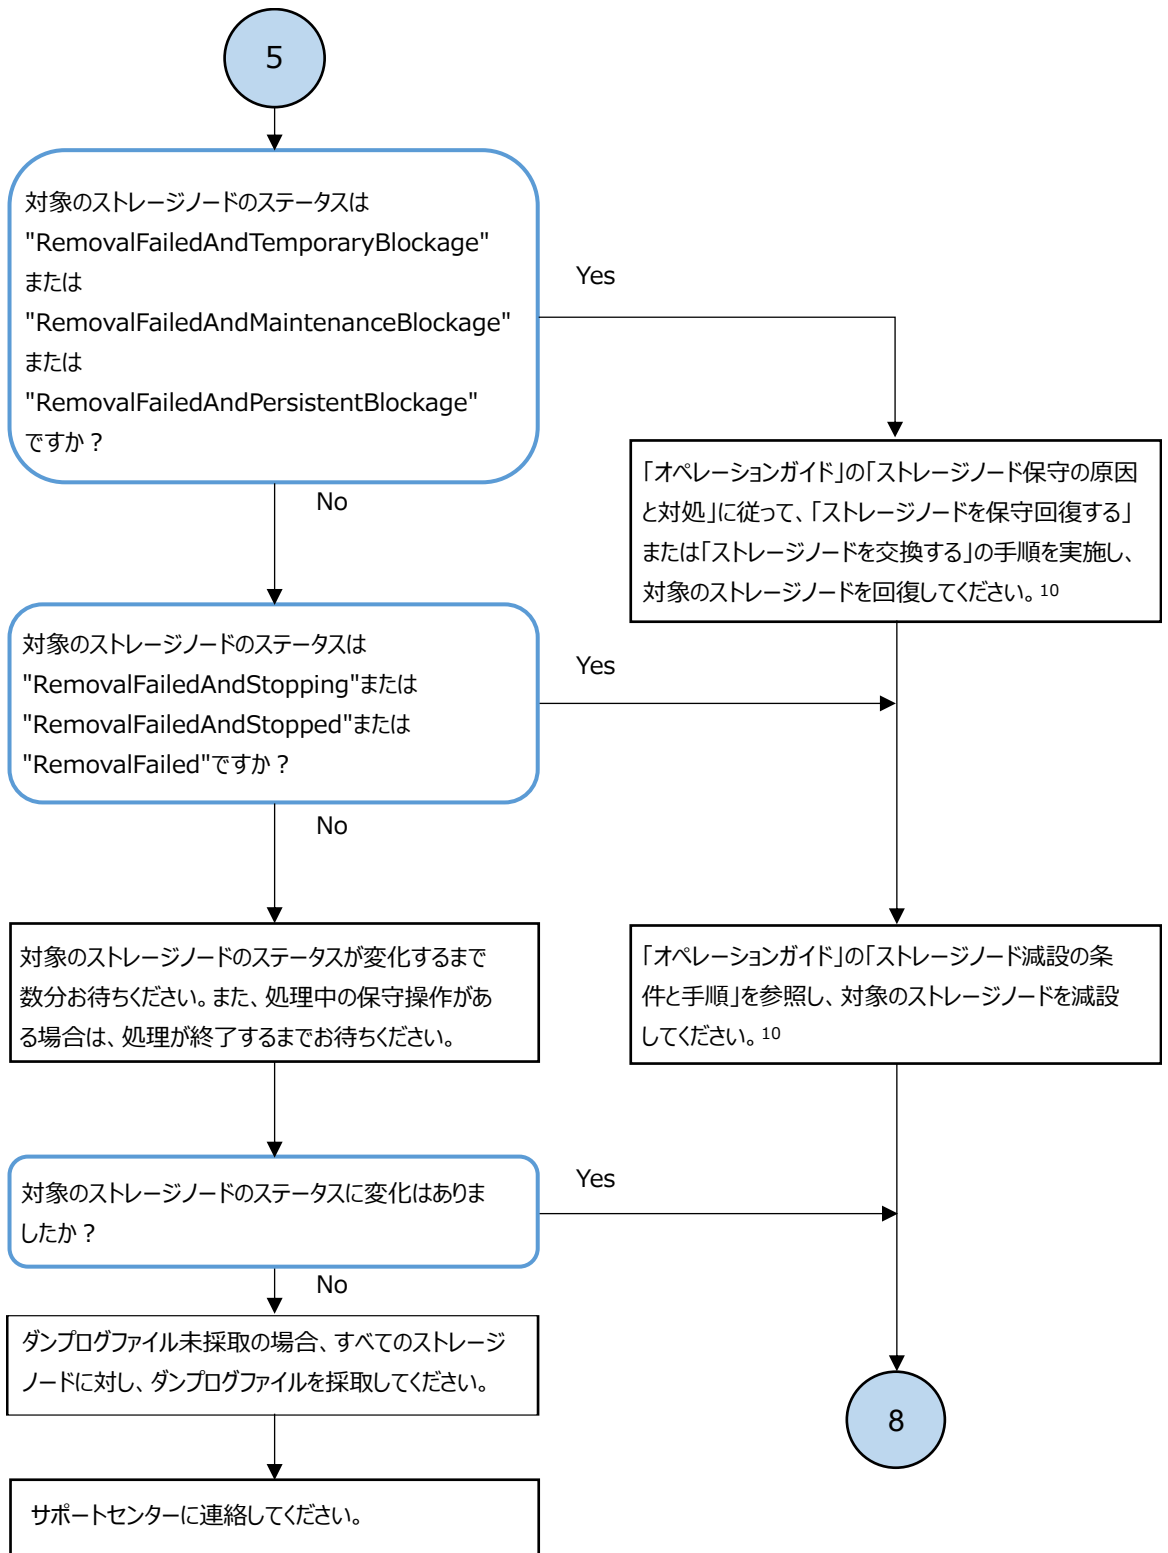 5
対象のストレージノードのステータスは
"RemovalFailedAndTemporaryBlockage"
または
"RemovalFailedAndMaintenanceBlockage"
または
"RemovalFailedAndPersistentBlockage"
ですか？
Yes
No
「オペレーションガイド」の「ストレージノード保守の原因
と対処」に従って、「ストレージノードを保守回復する」
または「ストレージノードを交換する」の手順を実施し、
対象のストレージノードを回復してください。10
対象のストレージノードのステータスは
"RemovalFailedAndStopping"または
"RemovalFailedAndStopped"または
"RemovalFailed"ですか？
Yes
No
対象のストレージノードのステータスが変化するまで
数分お待ちください。また、処理中の保守操作があ
る場合は、処理が終了するまでお待ちください。
「オペレーションガイド」の「ストレージノード減設の条
件と手順」を参照し、対象のストレージノードを減設
してください。10
対象のストレージノードのステータスに変化はありま
したか？
Yes
No
ダンプログファイル未採取の場合、すべてのストレージ
ノードに対し、ダンプログファイルを採取してください。
8
サポートセンターに連絡してください。